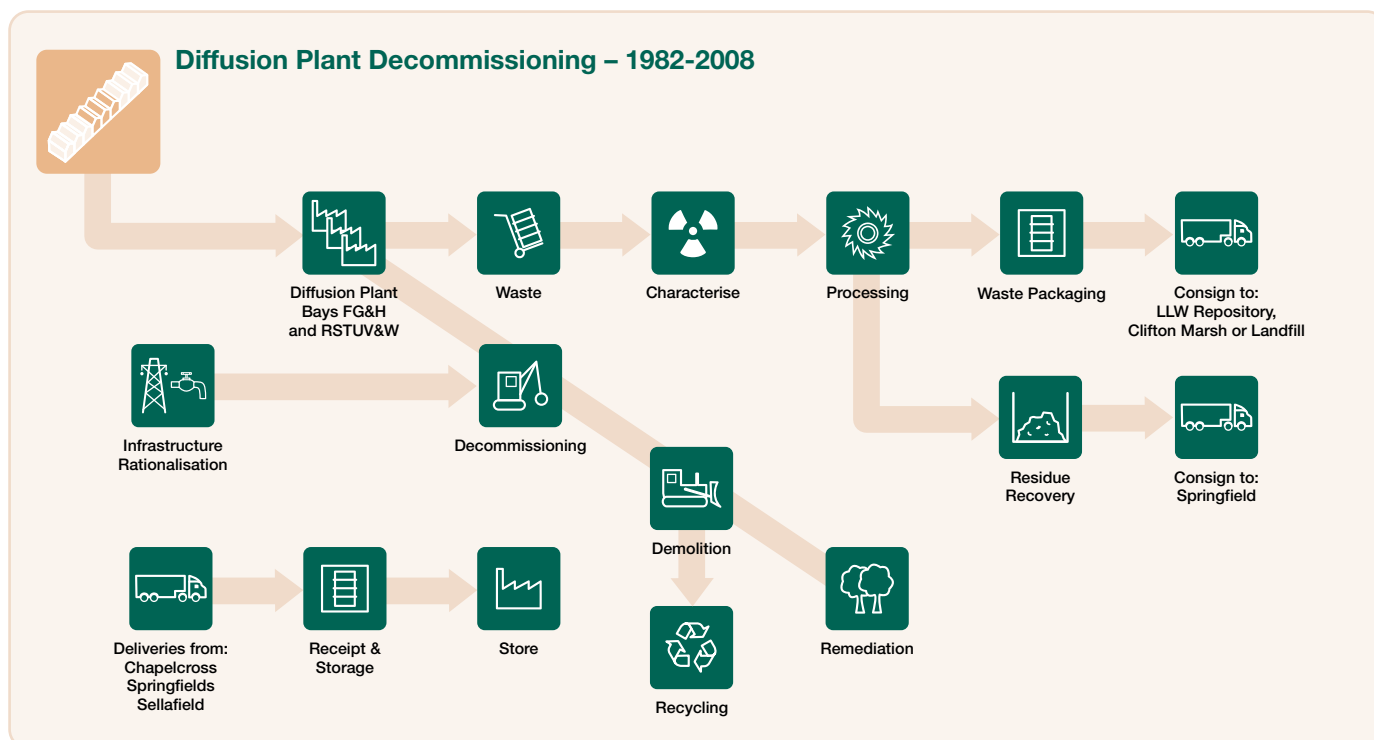 Diffusion Plant Decommissioning – 1982-2008
Diffusion Plant
Bays FG&H
and RSTUV&W
Waste
Characterise
Processing
Waste Packaging
Consign to:
LLW Repository,
Clifton Marsh or Landfill
Infrastructure
Rationalisation
Decommissioning
Residue
Recovery
Consign to:
Springfield
Demolition
Deliveries from:
Chapelcross
Springfields
Sellafield
Receipt &
Storage
Store
Remediation
Recycling